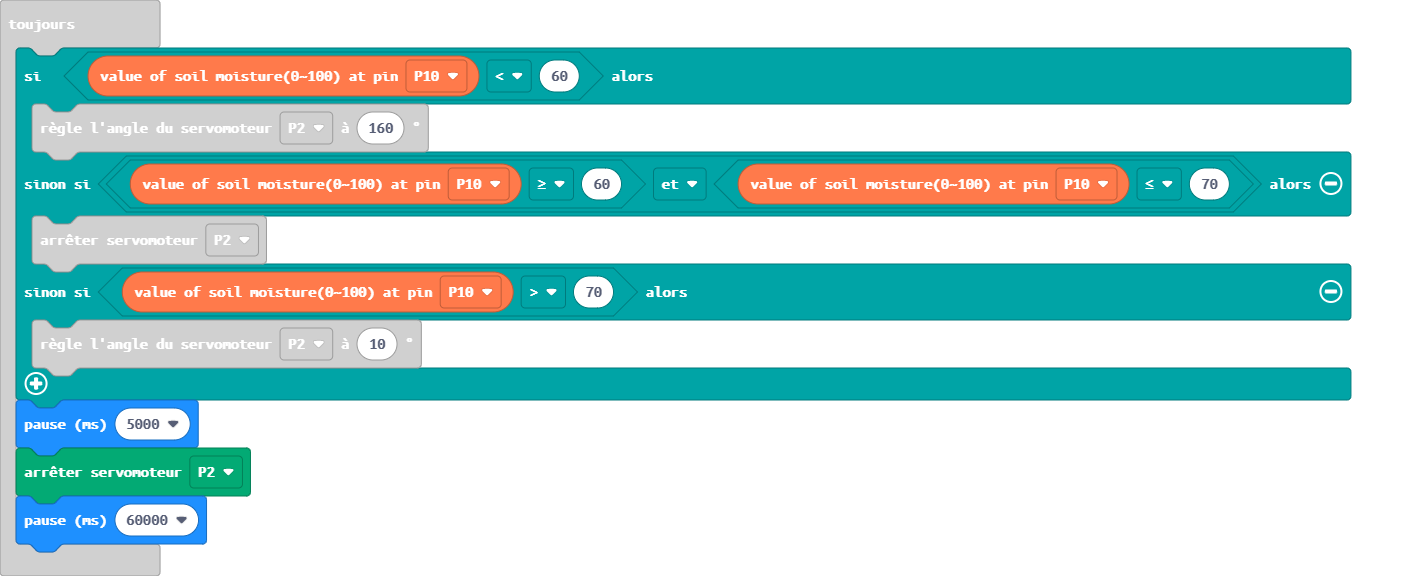 toujours
si value of soil moisture(0~100) at pin P10 < 60 alors
règle l'angle du servomoteur P2 à 160 °
sinon si value of soil moisture(0~100) at pin P10 ≥ 60 et value of soil moisture(0~100) at pin P10 ≤ 70 alors
arrêter servomoteur P2
sinon si value of soil moisture(0~100) at pin P10 > 70 alors
règle l'angle du servomoteur P2 à 10 °
pause (ms) 5000
arrêter servomoteur P2
pause (ms) 60000